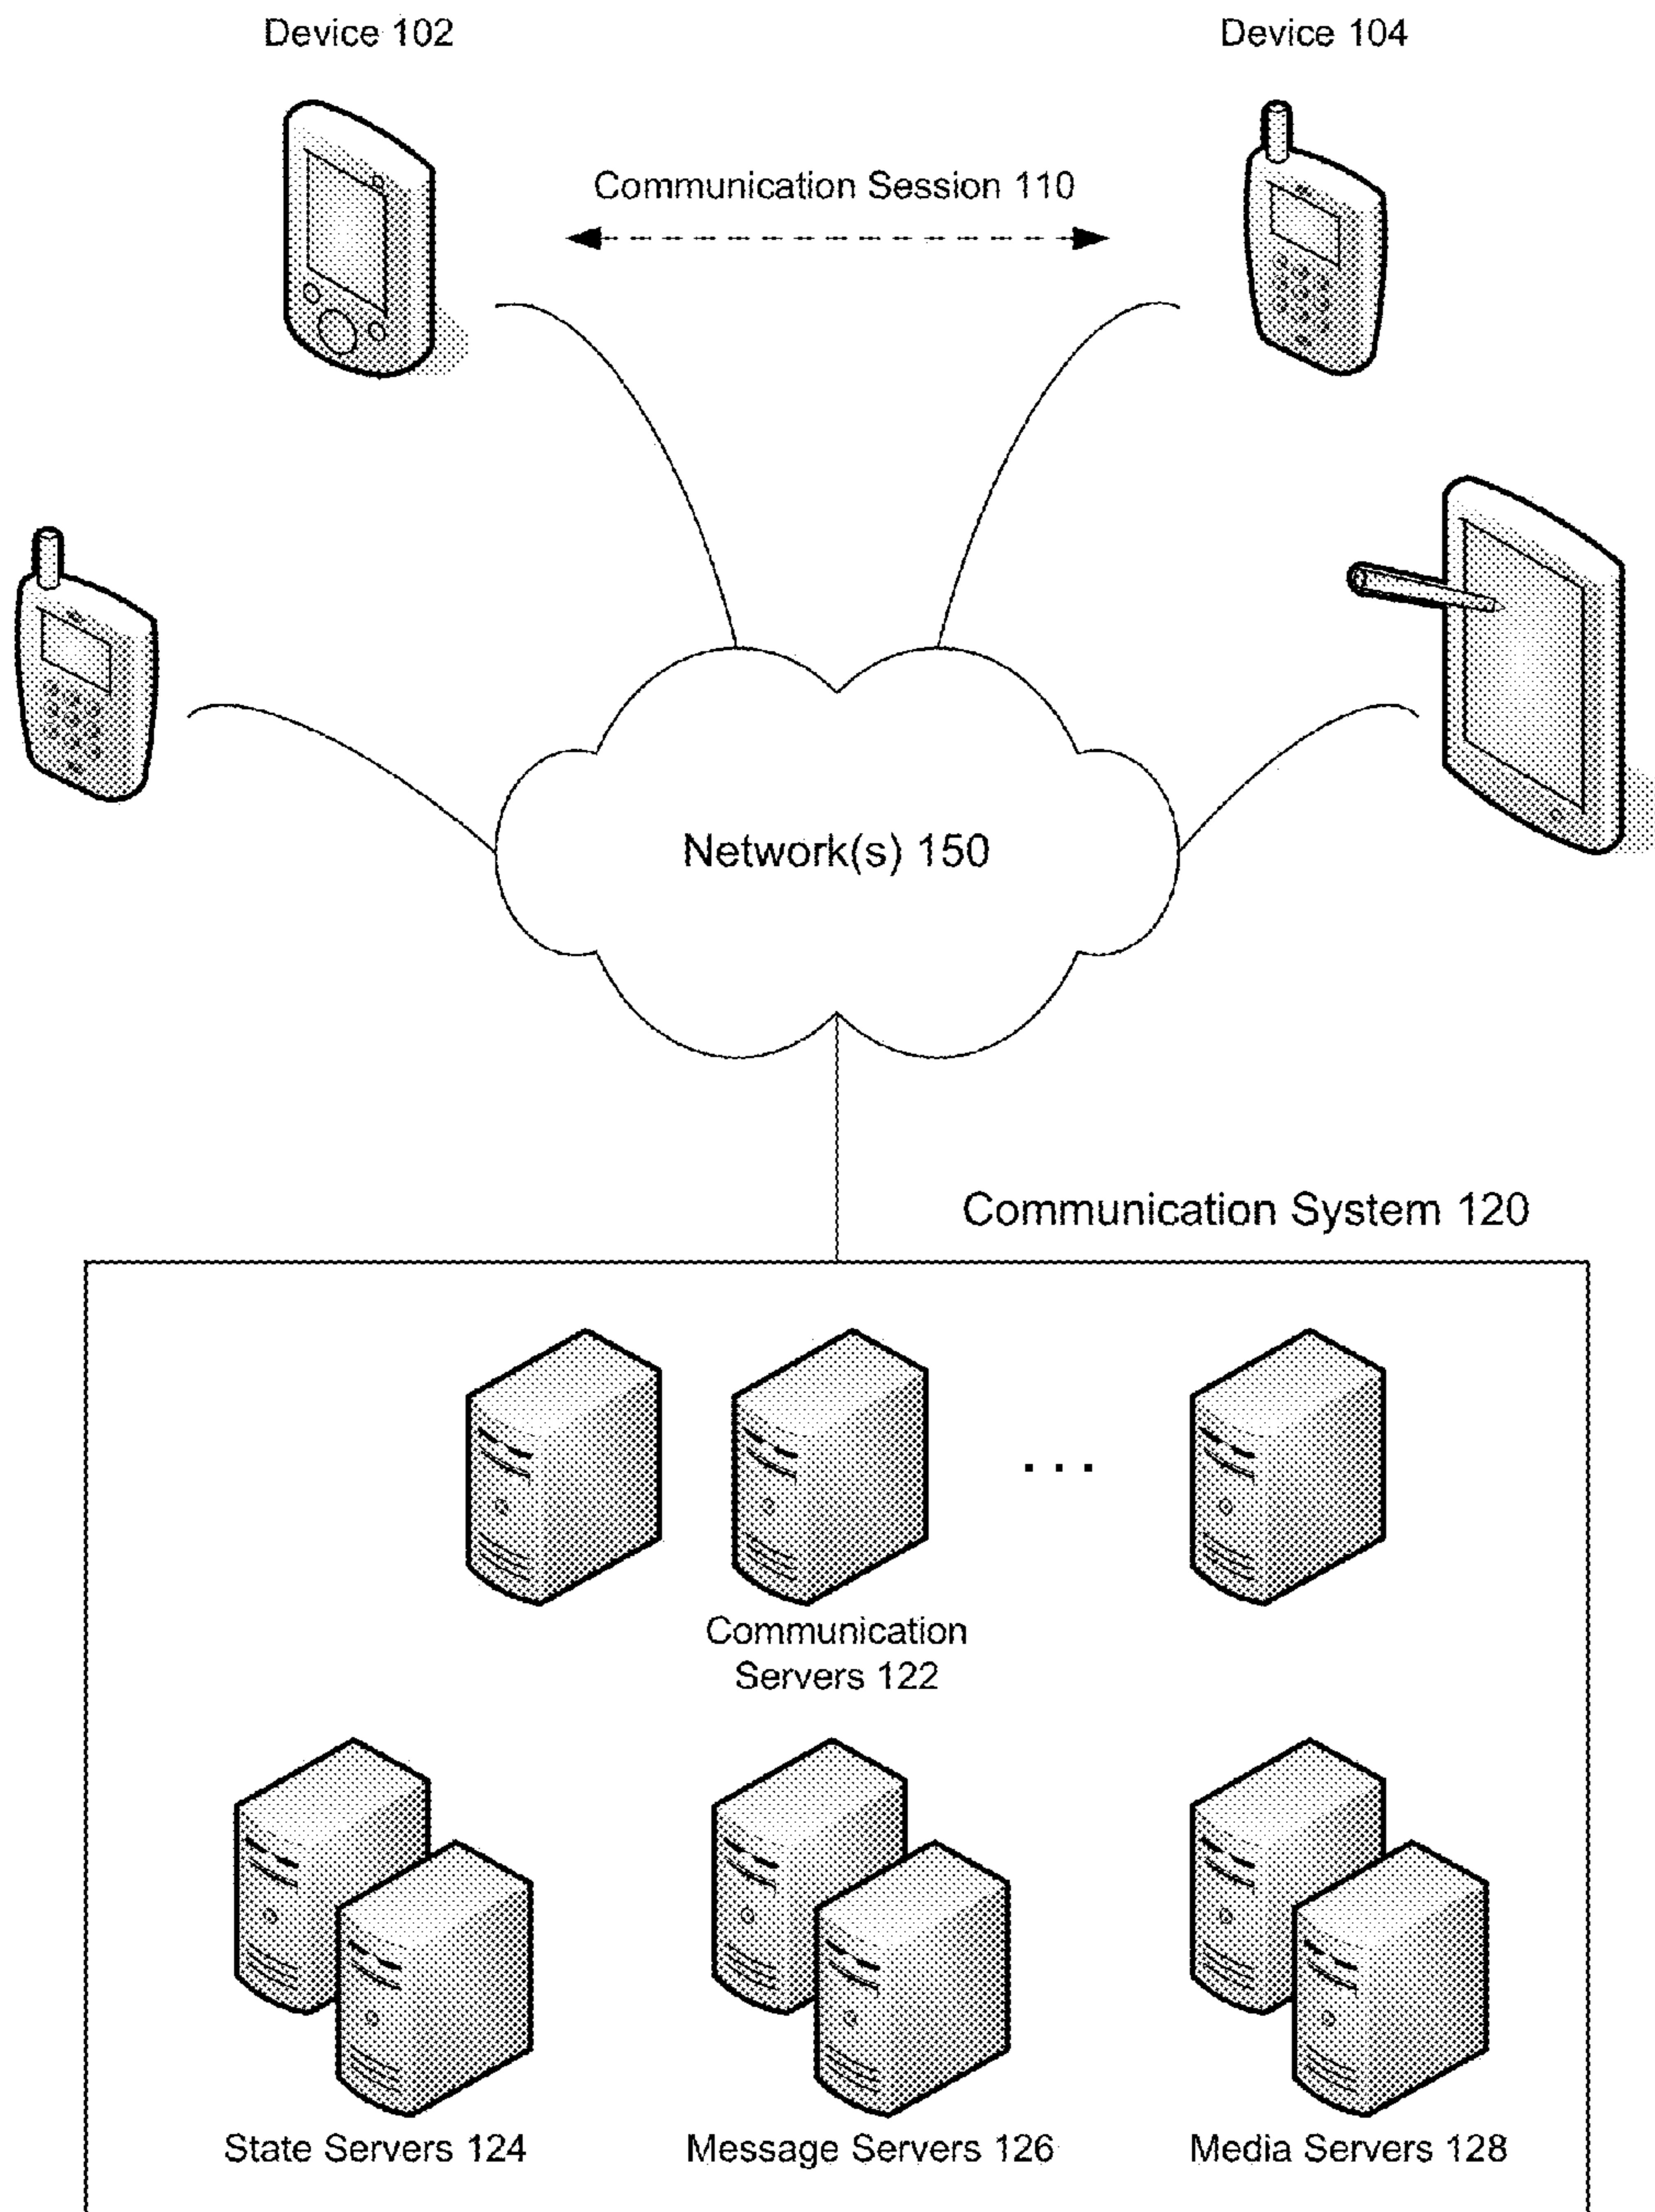 Device 102
Device 104
Communication Session 110
Network(s) 150
Communication System 120
...
Communication
Servers 122
State Servers 124
Message Servers 126
Media Servers 128